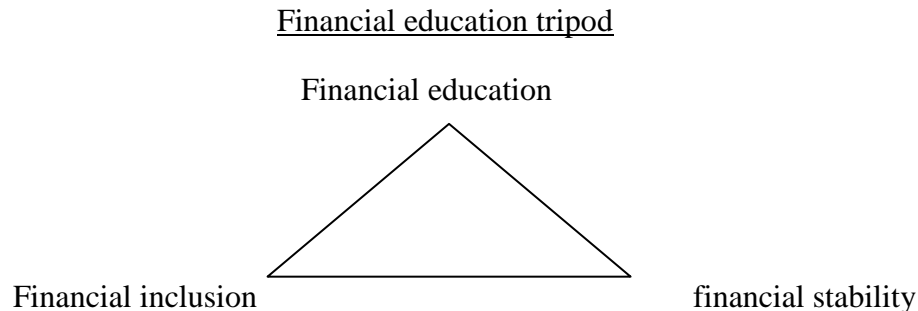 Financial education tripod
Financial education
Financial inclusion financial stability